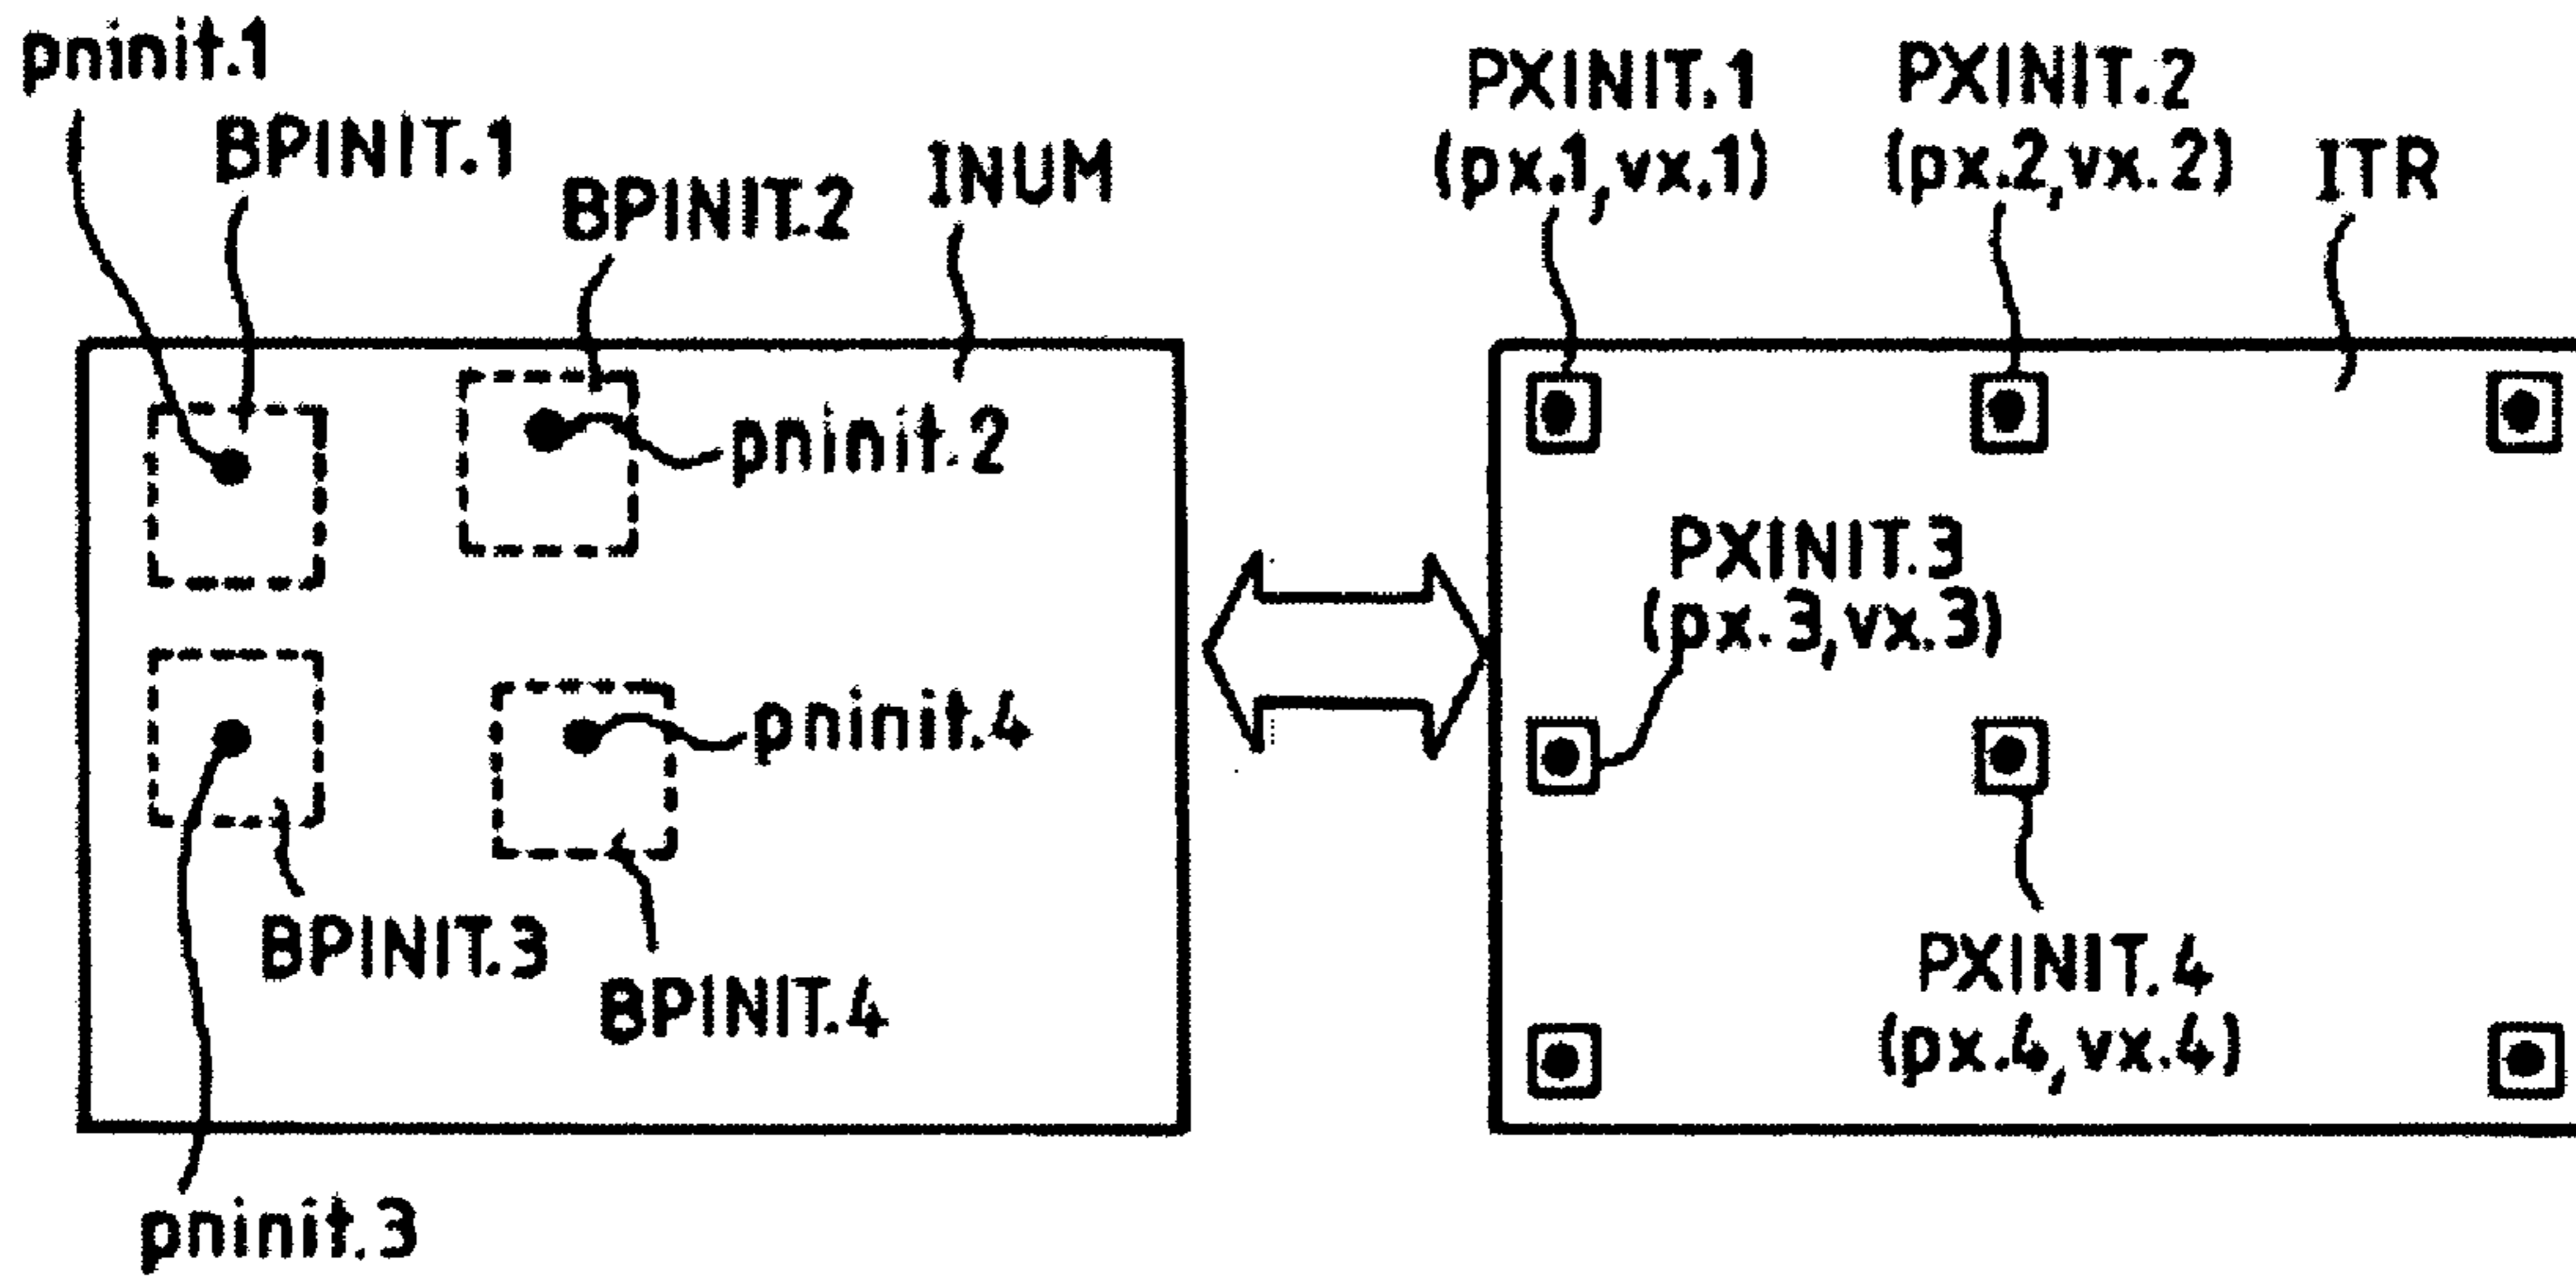 pninit.1
BPINIT.1
BPINIT.2
INUM
pninit.2
pninit.4
BPINIT.3
BPINIT.4
pninit.3
PXINIT.1
(px.1,vx.1)
PXINIT.2
(px.2,vx.2)
ITR
PXINIT.3
(px.3,vx.3)
PXINIT.4
(px.4,vx.4)